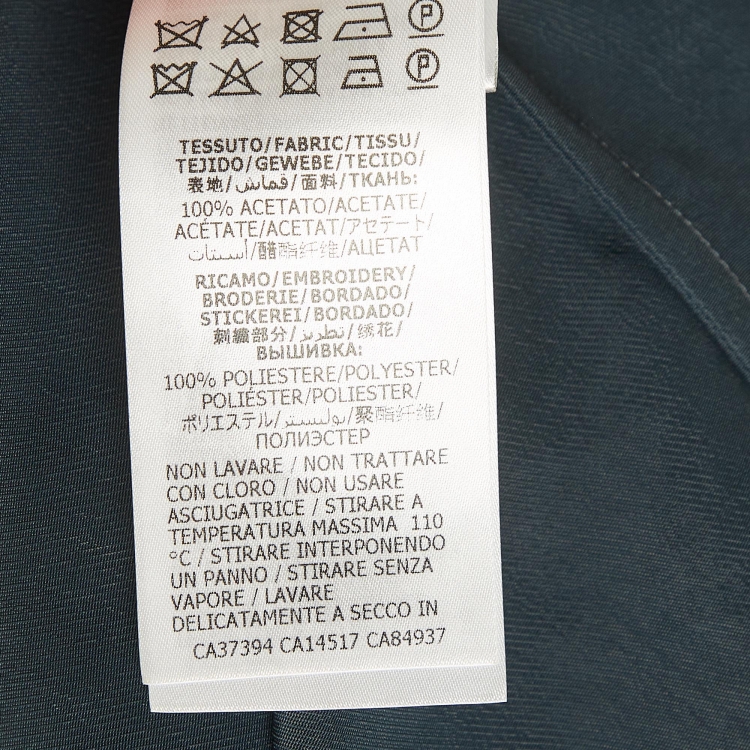 P
P
TESSUTO/FABRIC/TISSU/
TEJIDO/GEWEBE/TECIDO/
表地/قماش/面料/ТКАНЬ:
100% ACETATO/ACETATE/
ACÉTATE/ACETAT/アセテート/
أسيتات/醋酯纤维/АЦЕТАТ
RICAMO/EMBROIDERY/
BRODERIE/BORDADO/
STICKEREI/BORDADO/
刺繍部分/تطريز/绣花/
ВЫШИВКА:
100% POLIESTERE/POLYESTER/
POLIÉSTER/POLIESTER/
ポリエステル/بوليستر/聚酯纤维/
ПОЛИЭСТЕР
NON LAVARE / NON TRATTARE
CON CLORO / NON USARE
ASCIUGATRICE / STIRARE A
TEMPERATURA MASSIMA 110
°C / STIRARE INTERPONENDO
UN PANNO / STIRARE SENZA
VAPORE / LAVARE
DELICATAMENTE A SECCO IN
CA37394 CA14517 CA84937